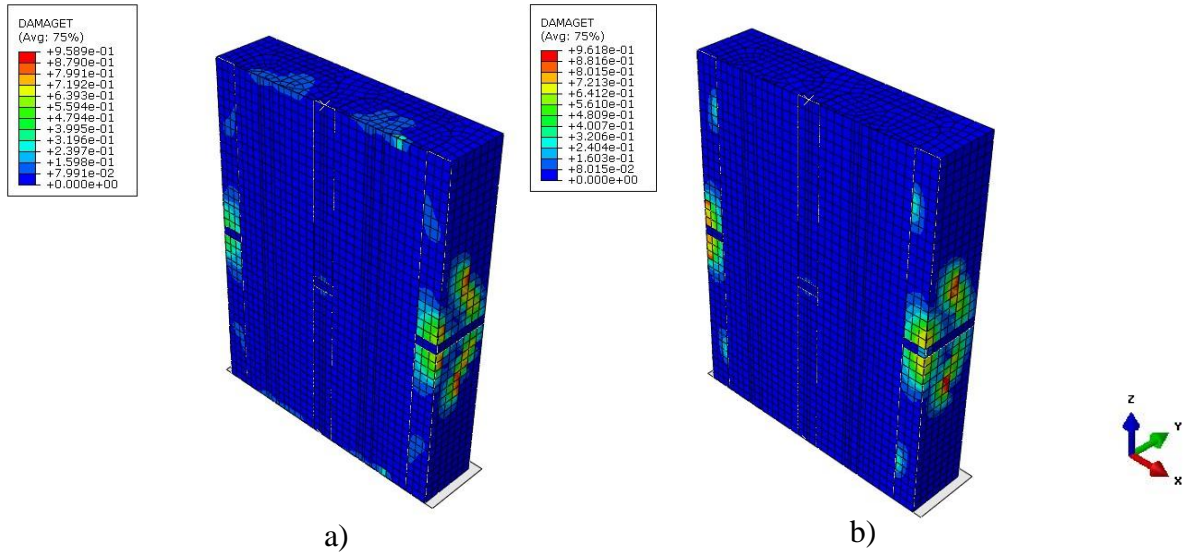 DAMAGET
(Avg: 75%)
+9.589e-01
+8.790e-01
+7.991e-01
+7.192e-01
+6.393e-01
+5.594e-01
+4.794e-01
+3.995e-01
+3.196e-01
+2.397e-01
+1.598e-01
+7.991e-02
+0.000e+00
DAMAGET
(Avg: 75%)
+9.618e-01
+8.816e-01
+8.015e-01
+7.213e-01
+6.412e-01
+5.610e-01
+4.809e-01
+4.007e-01
+3.206e-01
+2.404e-01
+1.603e-01
+8.015e-02
+0.000e+00
Z
Y
X
a)
b)